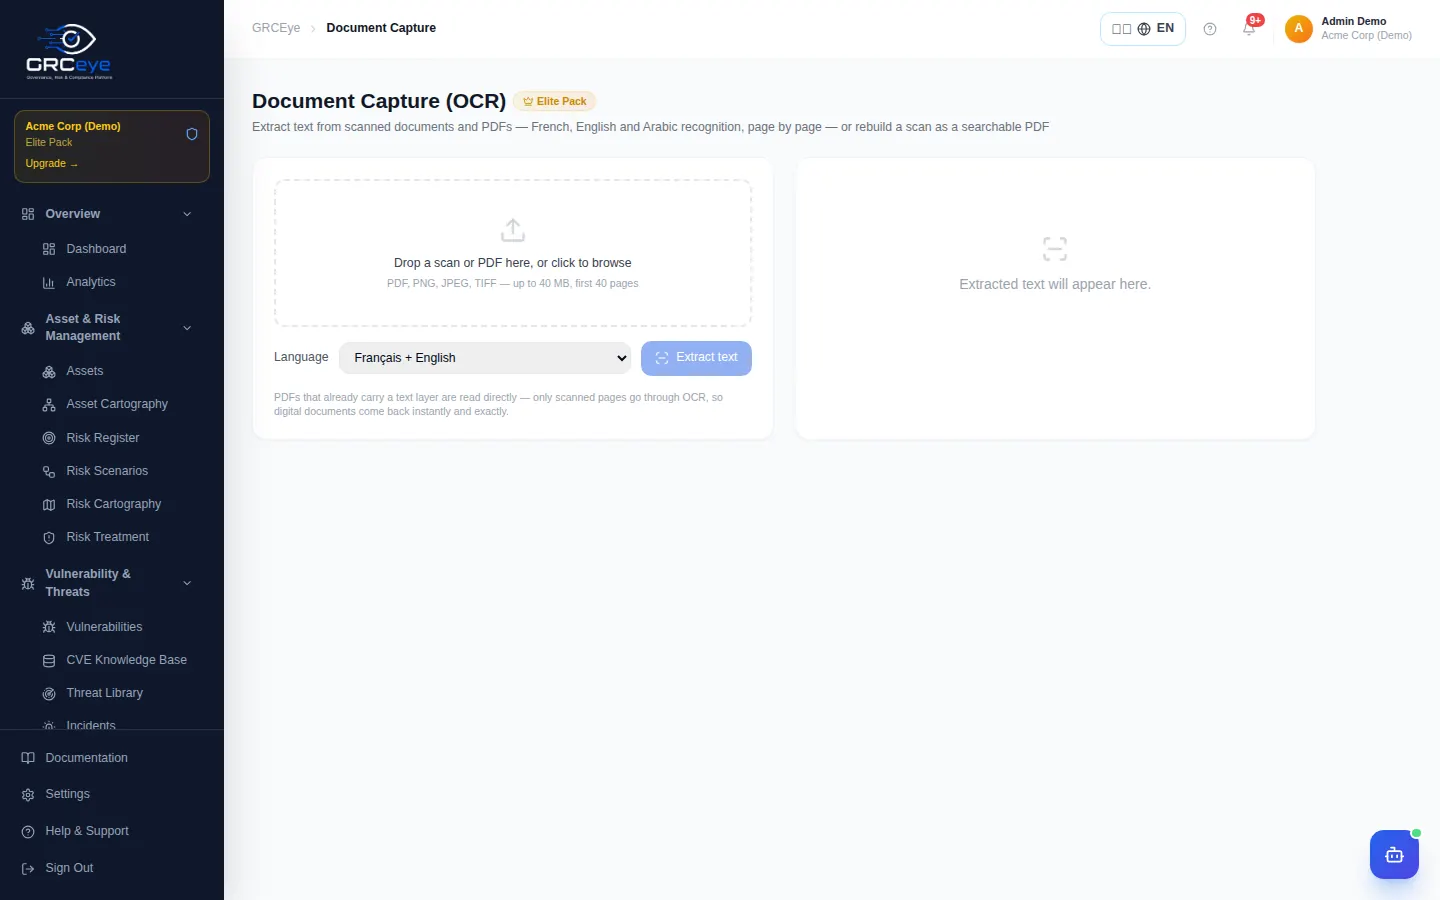 GRCeye
Governance, Risk & Compliance Platform
Acme Corp (Demo)
Elite Pack
Upgrade →
Overview
Dashboard
Analytics
Asset & Risk
Management
Assets
Asset Cartography
Risk Register
Risk Scenarios
Risk Cartography
Risk Treatment
Vulnerability &
Threats
Vulnerabilities
CVE Knowledge Base
Threat Library
Incidents
Documentation
Settings
Help & Support
Sign Out
GRCEye › Document Capture
EN
9+
A
Admin Demo
Acme Corp (Demo)
Document Capture (OCR) Elite Pack
Extract text from scanned documents and PDFs — French, English and Arabic recognition, page by page — or rebuild a scan as a searchable PDF
Drop a scan or PDF here, or click to browse
PDF, PNG, JPEG, TIFF — up to 40 MB, first 40 pages
Language Français + English Extract text
PDFs that already carry a text layer are read directly — only scanned pages go through OCR, so
digital documents come back instantly and exactly.
Extracted text will appear here.